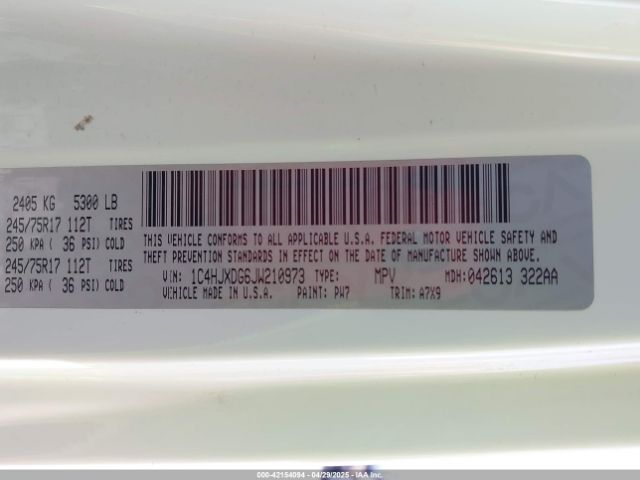 2405 KG 5300 LB
245/75R17 112T TIRES
250 KPA ( 36 PSI) COLD
245/75R17 112T TIRES
250 KPA ( 36 PSI) COLD
THIS VEHICLE CONFORMS TO ALL APPLICABLE U.S.A. FEDERAL MOTOR VEHICLE SAFETY AND
THEFT PREVENTION STANDARDS IN EFFECT ON THE DATE OF MANUFACTURE SHOWN ABOVE.
VIN: 1C4HJXDG6JW210973 TYPE: MPV MDH: 042613 322AA
VEHICLE MADE IN U.S.A. PAINT: PW7 TRIM: A7X9
000-42154094 - 04/29/2025 - IAA Inc.